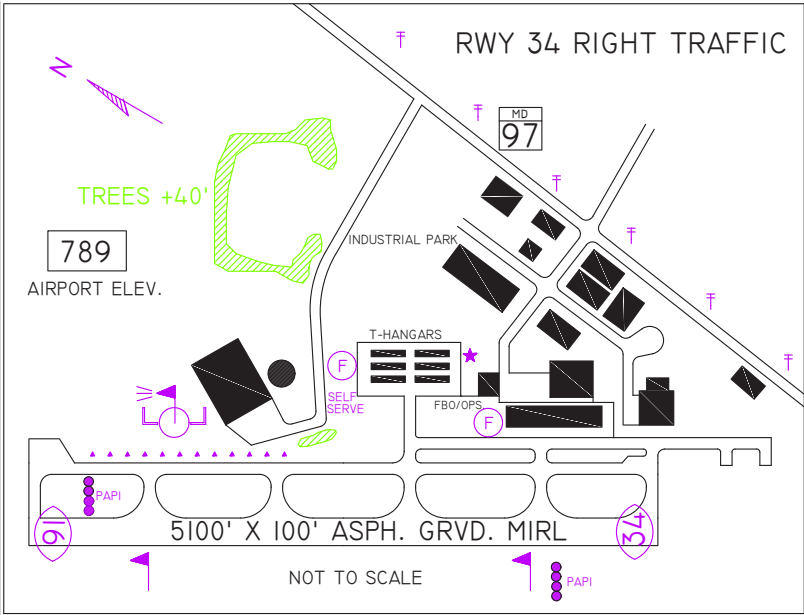 RWY 34 RIGHT TRAFFIC
N
MD
97
TREES +40'
INDUSTRIAL PARK
789
AIRPORT ELEV.
T-HANGARS
F
SELF
SERVE
FBO/OPS
F
PAPI
16
5100' X 100' ASPH. GRVD. MIRL
34
NOT TO SCALE
PAPI